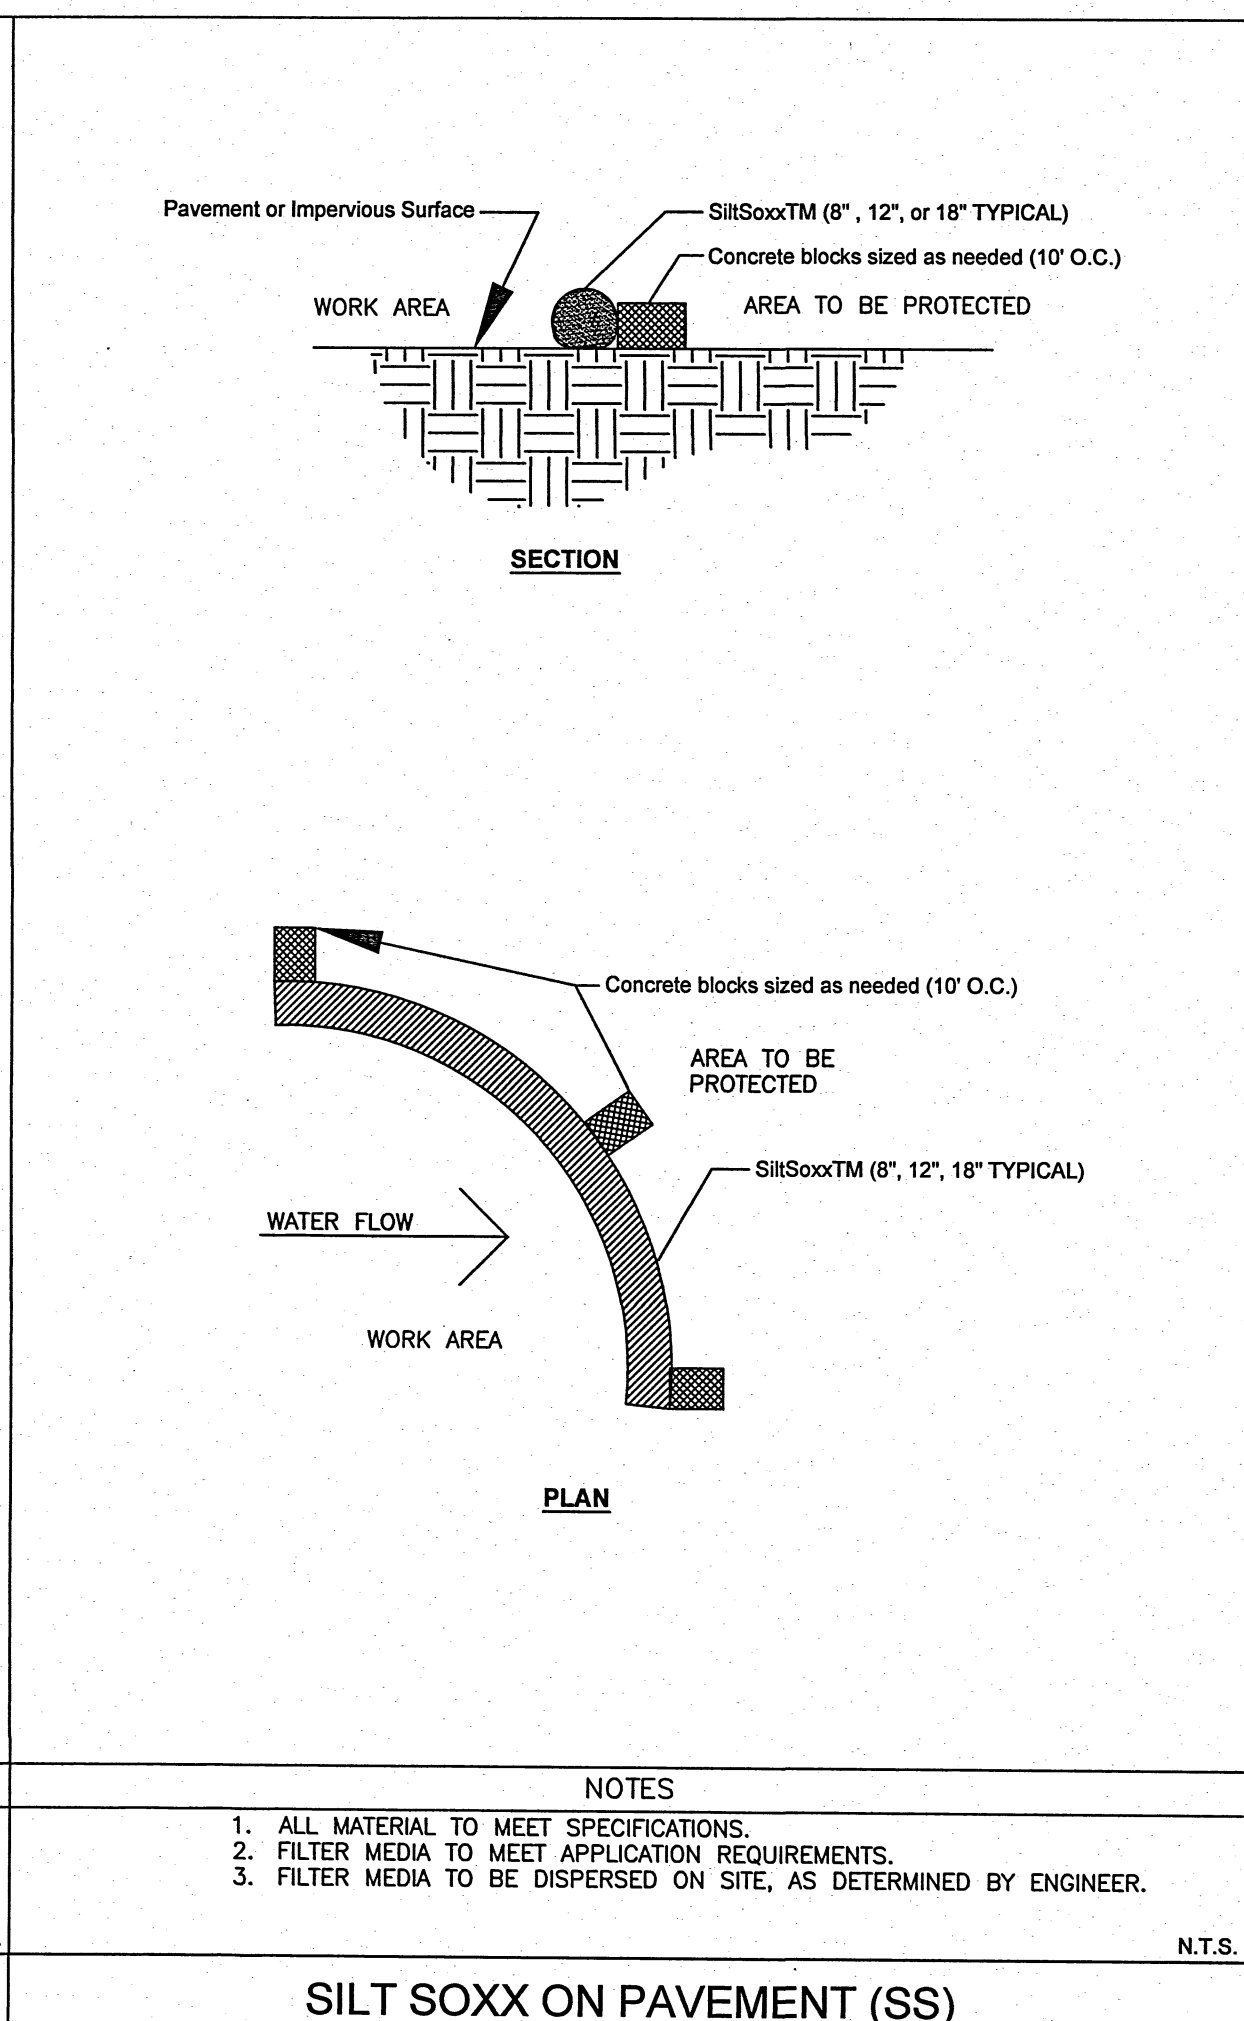 Pavement or Impervious Surface
SiltSoxxTM (8" , 12", or 18" TYPICAL)
Concrete blocks sized as needed (10' O.C.)
WORK AREA
AREA TO BE PROTECTED
SECTION
Concrete blocks sized as needed (10' O.C.)
AREA TO BE
PROTECTED
SiltSoxxTM (8", 12", 18" TYPICAL)
WATER FLOW
WORK AREA
PLAN
NOTES
1. ALL MATERIAL TO MEET SPECIFICATIONS.
2. FILTER MEDIA TO MEET APPLICATION REQUIREMENTS.
3. FILTER MEDIA TO BE DISPERSED ON SITE, AS DETERMINED BY ENGINEER.
N.T.S.
SILT SOXX ON PAVEMENT (SS)